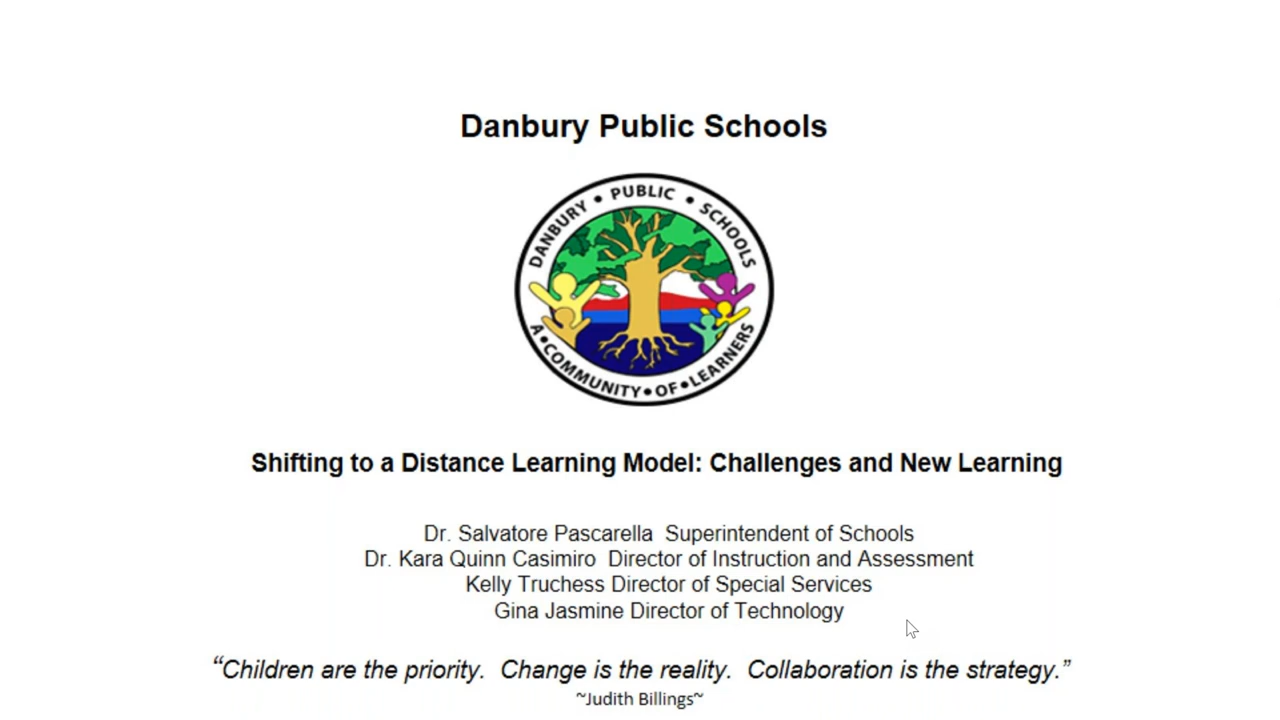 Danbury Public Schools
DANBURY • PUBLIC • SCHOOLS
A • COMMUNITY • OF • LEARNERS
Shifting to a Distance Learning Model: Challenges and New Learning
Dr. Salvatore Pascarella  Superintendent of Schools
Dr. Kara Quinn Casimiro  Director of Instruction and Assessment
Kelly Truchess Director of Special Services
Gina Jasmine Director of Technology
“Children are the priority.  Change is the reality.  Collaboration is the strategy.”
~Judith Billings~